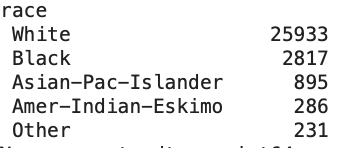 race
White 25933
Black 2817
Asian-Pac-Islander 895
Amer-Indian-Eskimo 286
Other 231